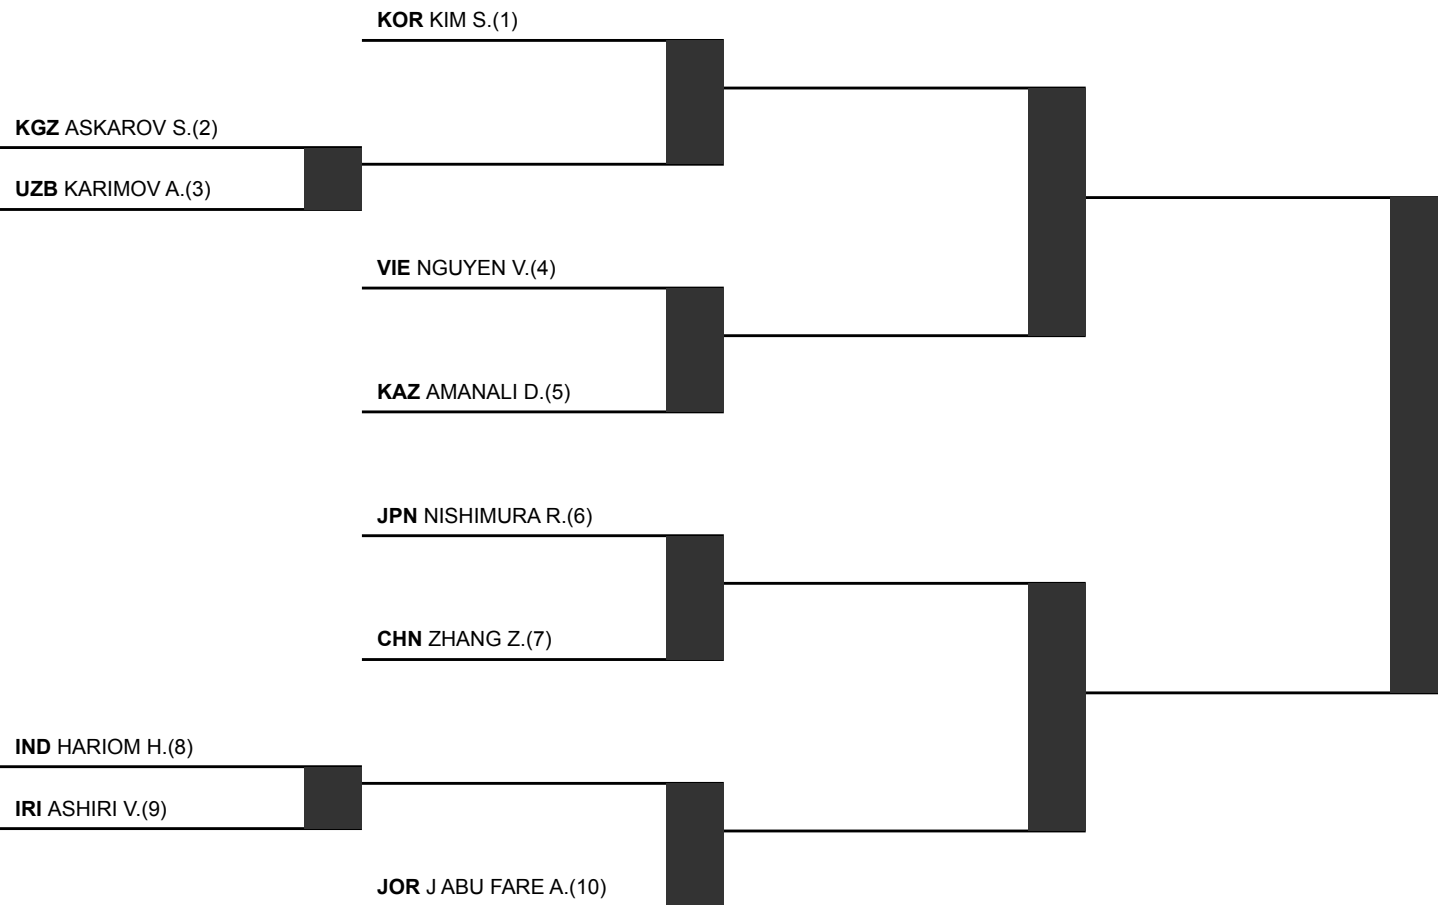 KOR KIM S.(1)
KGZ ASKAROV S.(2)
UZB KARIMOV A.(3)
VIE NGUYEN V.(4)
KAZ AMANALI D.(5)
JPN NISHIMURA R.(6)
CHN ZHANG Z.(7)
IND HARIOM H.(8)
IRI ASHIRI V.(9)
JOR J ABU FARE A.(10)